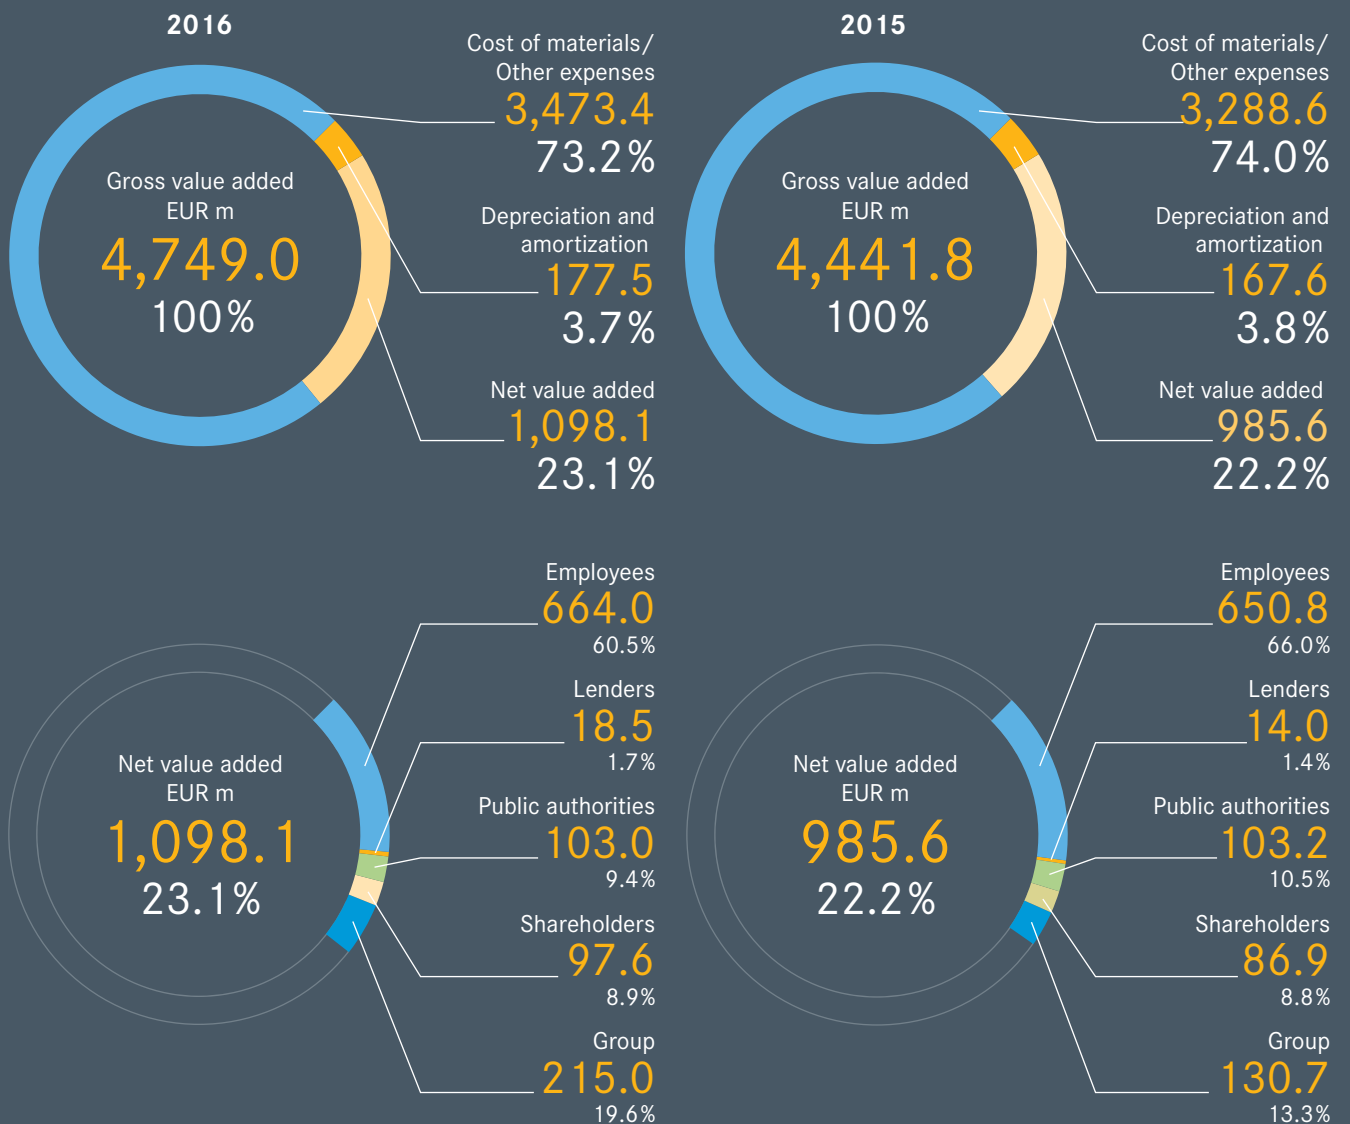 2016
Cost of materials/
Other expenses
3,473.4
73.2%
Gross value added
EUR m
4,749.0
100%
Depreciation and
amortization
177.5
3.7%
Net value added
1,098.1
23.1%
2015
Cost of materials/
Other expenses
3,288.6
74.0%
Gross value added
EUR m
4,441.8
100%
Depreciation and
amortization
167.6
3.8%
Net value added
985.6
22.2%
Employees
664.0
60.5%
Lenders
18.5
1.7%
Net value added
EUR m
1,098.1
23.1%
Public authorities
103.0
9.4%
Shareholders
97.6
8.9%
Group
215.0
19.6%
Employees
650.8
66.0%
Lenders
14.0
1.4%
Net value added
EUR m
985.6
22.2%
Public authorities
103.2
10.5%
Shareholders
86.9
8.8%
Group
130.7
13.3%